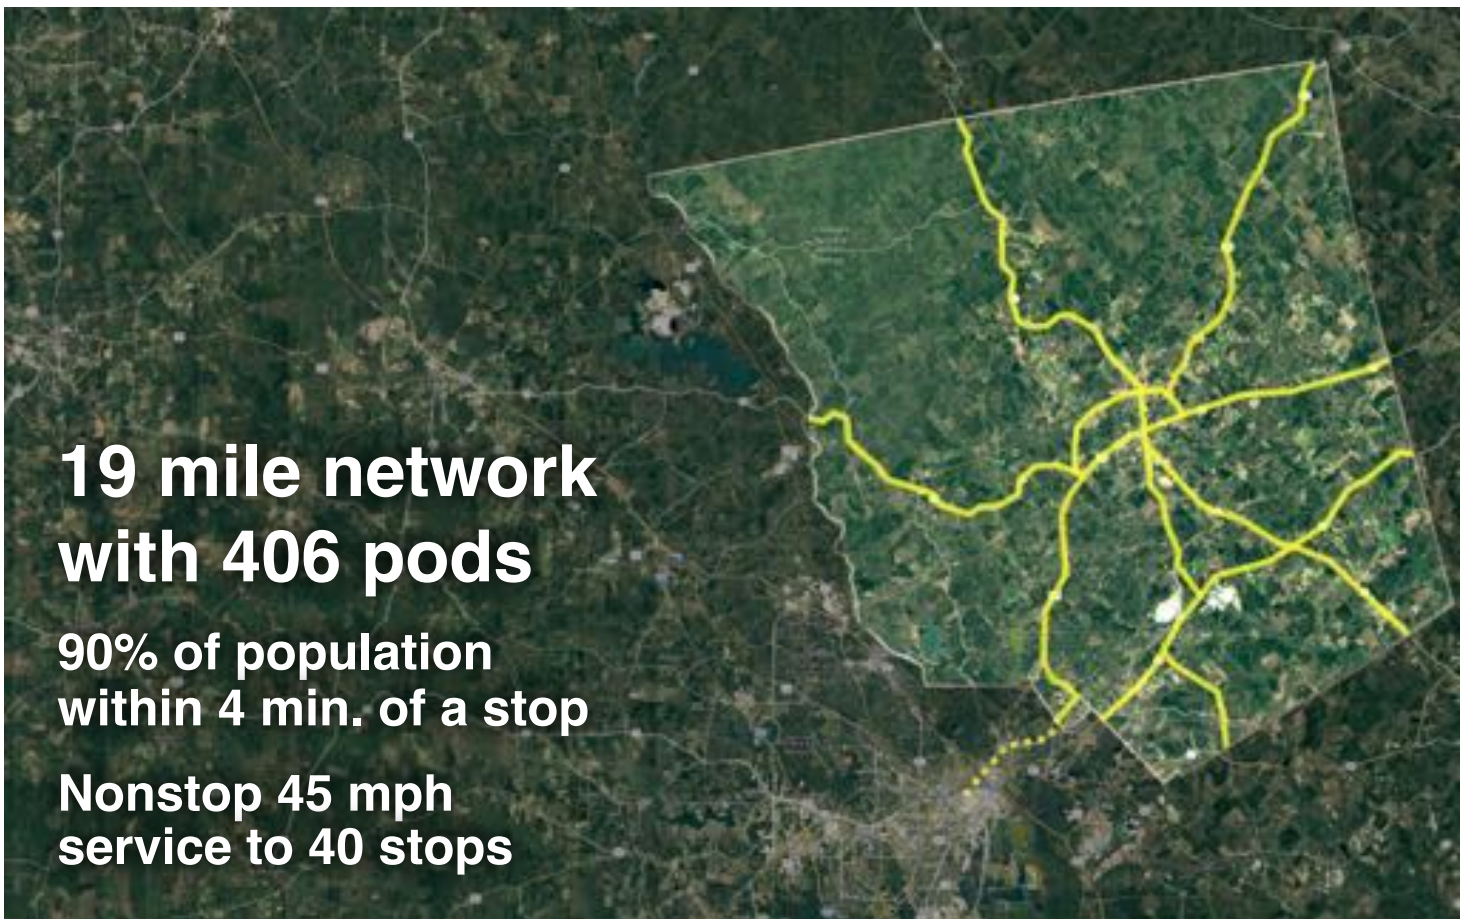 19 mile network
with 406 pods
90% of population
within 4 min. of a stop
Nonstop 45 mph
service to 40 stops